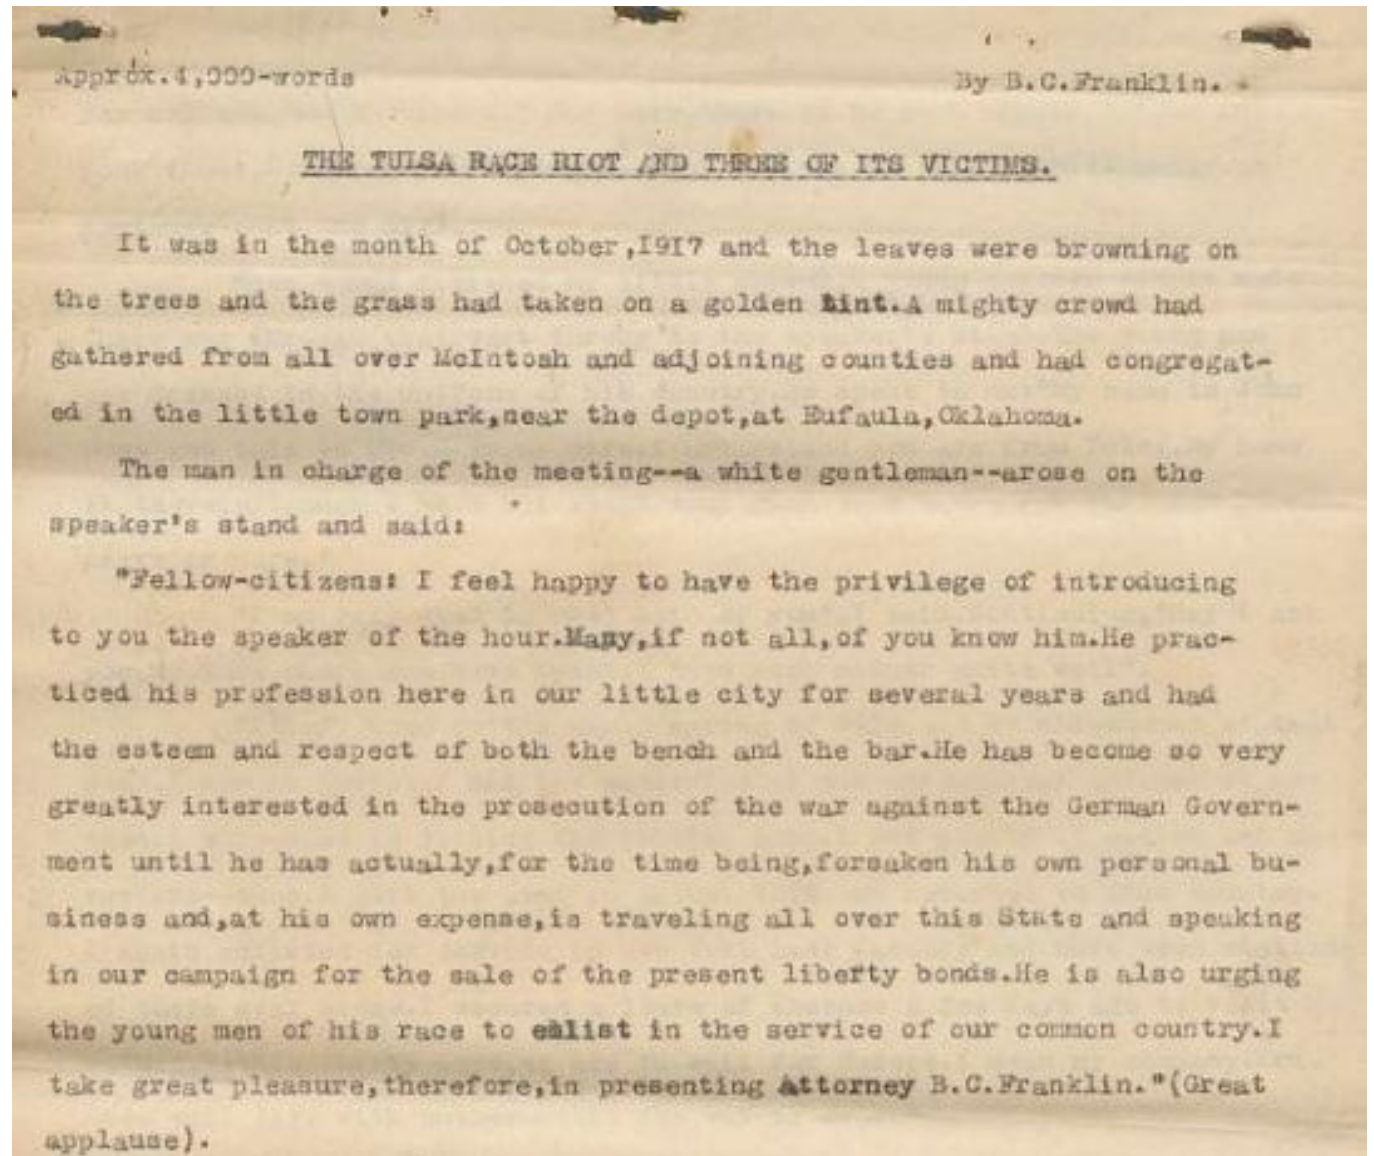 Approx.4,000-words
By B.C.Franklin.
THE TULSA RACE RIOT AND THREE OF ITS VICTIMS.
It was in the month of October,1917 and the leaves were browning on
the trees and the grass had taken on a golden tint.A mighty crowd had
gathered from all over McIntosh and adjoining counties and had congregat-
ed in the little town park,near the depot,at Eufaula,Oklahoma.
The man in charge of the meeting--a white gentleman--arose on the
speaker's stand and said:
"Fellow-citizens: I feel happy to have the privilege of introducing
to you the speaker of the hour.Many,if not all,of you know him.He prac-
ticed his profession here in our little city for several years and had
the esteem and respect of both the bench and the bar.He has become so very
greatly interested in the prosecution of the war against the German Govern-
ment until he has actually,for the time being,forsaken his own personal bu-
siness and,at his own expense,is traveling all over this State and speaking
in our campaign for the sale of the present liberty bonds.He is also urging
the young men of his race to enlist in the service of our common country.I
take great pleasure,therefore,in presenting Attorney B.C.Franklin."(Great
applause).